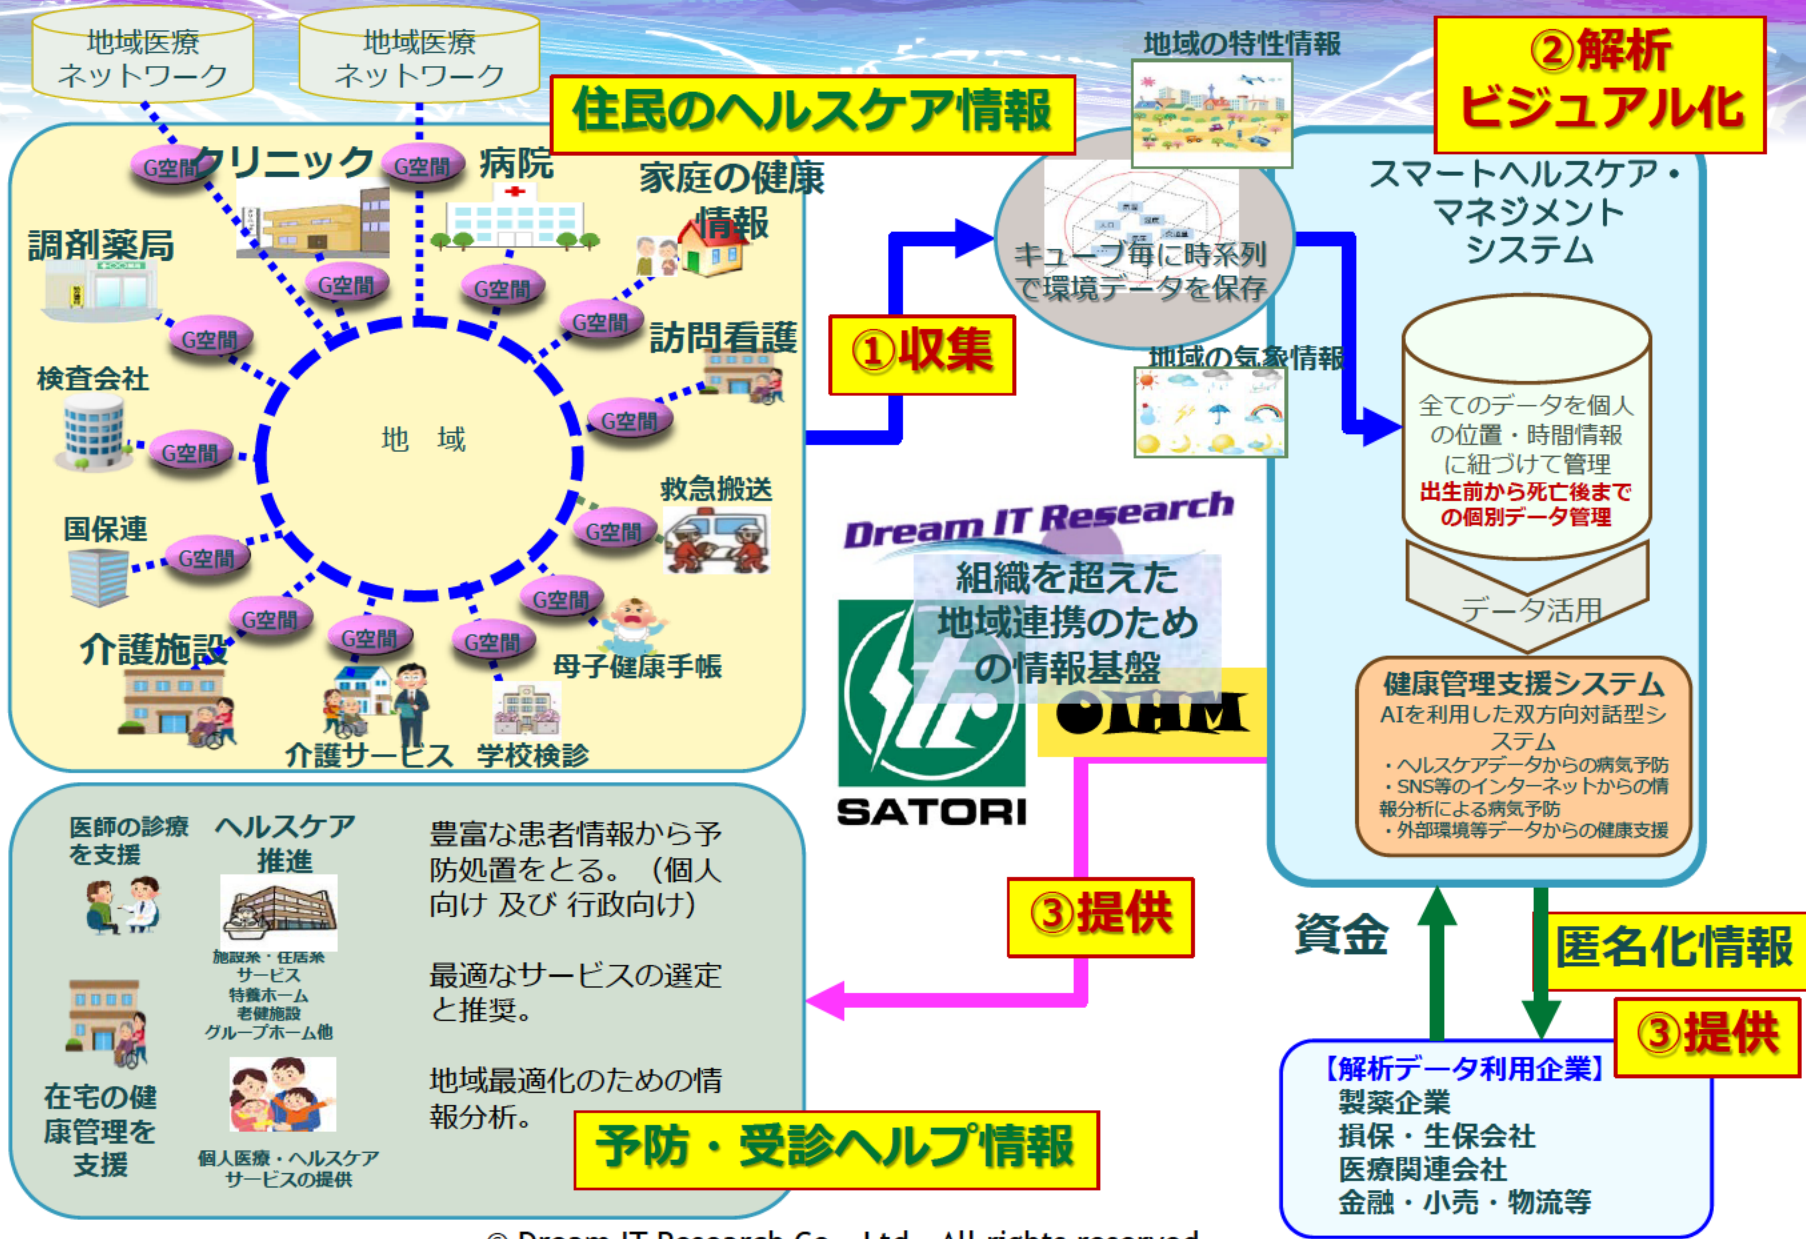 地域医療
ネットワーク
地域医療
ネットワーク
住民のヘルスケア情報
地域の特性情報
②解析
ビジュアル化
G空間
クリニック
G空間
病院
家庭の健康
情報
調剤薬局
G空間
G空間
G空間
訪問看護
G空間
検査会社
G空間
G空間
地 域
国保連
G空間
救急搬送
G空間
介護施設
G空間
G空間
介護サービス
G空間
学校検診
G空間
母子健康手帳
①収集
キューブ毎に時系列
で環境データを保存
地域の気象情報
スマートヘルスケア・
マネジメント
システム
全てのデータを個人
の位置・時間情報
に紐づけて管理
出生前から死亡後まで
の個別データ管理
データ活用
健康管理支援システム
AIを利用した双方向対話型シ
ステム
・ヘルスケアデータからの病気予防
・SNS等のインターネットからの情
報分析による病気予防
・外部環境等データからの健康支援
Dream IT Research
組織を超えた
地域連携のため
の情報基盤
SATORI
OIHM
③提供
資金
匿名化情報
③提供
【解析データ利用企業】
製薬企業
損保・生保会社
医療関連会社
金融・小売・物流等
医師の診療
を支援
ヘルスケア
推進
施設系・住居系
サービス
特養ホーム
老健施設
グループホーム他
在宅の健
康管理を
支援
個人医療・ヘルスケア
サービスの提供
豊富な患者情報から予
防処置をとる。（個人
向け 及び 行政向け）
最適なサービスの選定
と推奨。
地域最適化のための情
報分析。
予防・受診ヘルプ情報
© Dream IT Research Co., Ltd. All rights reserved